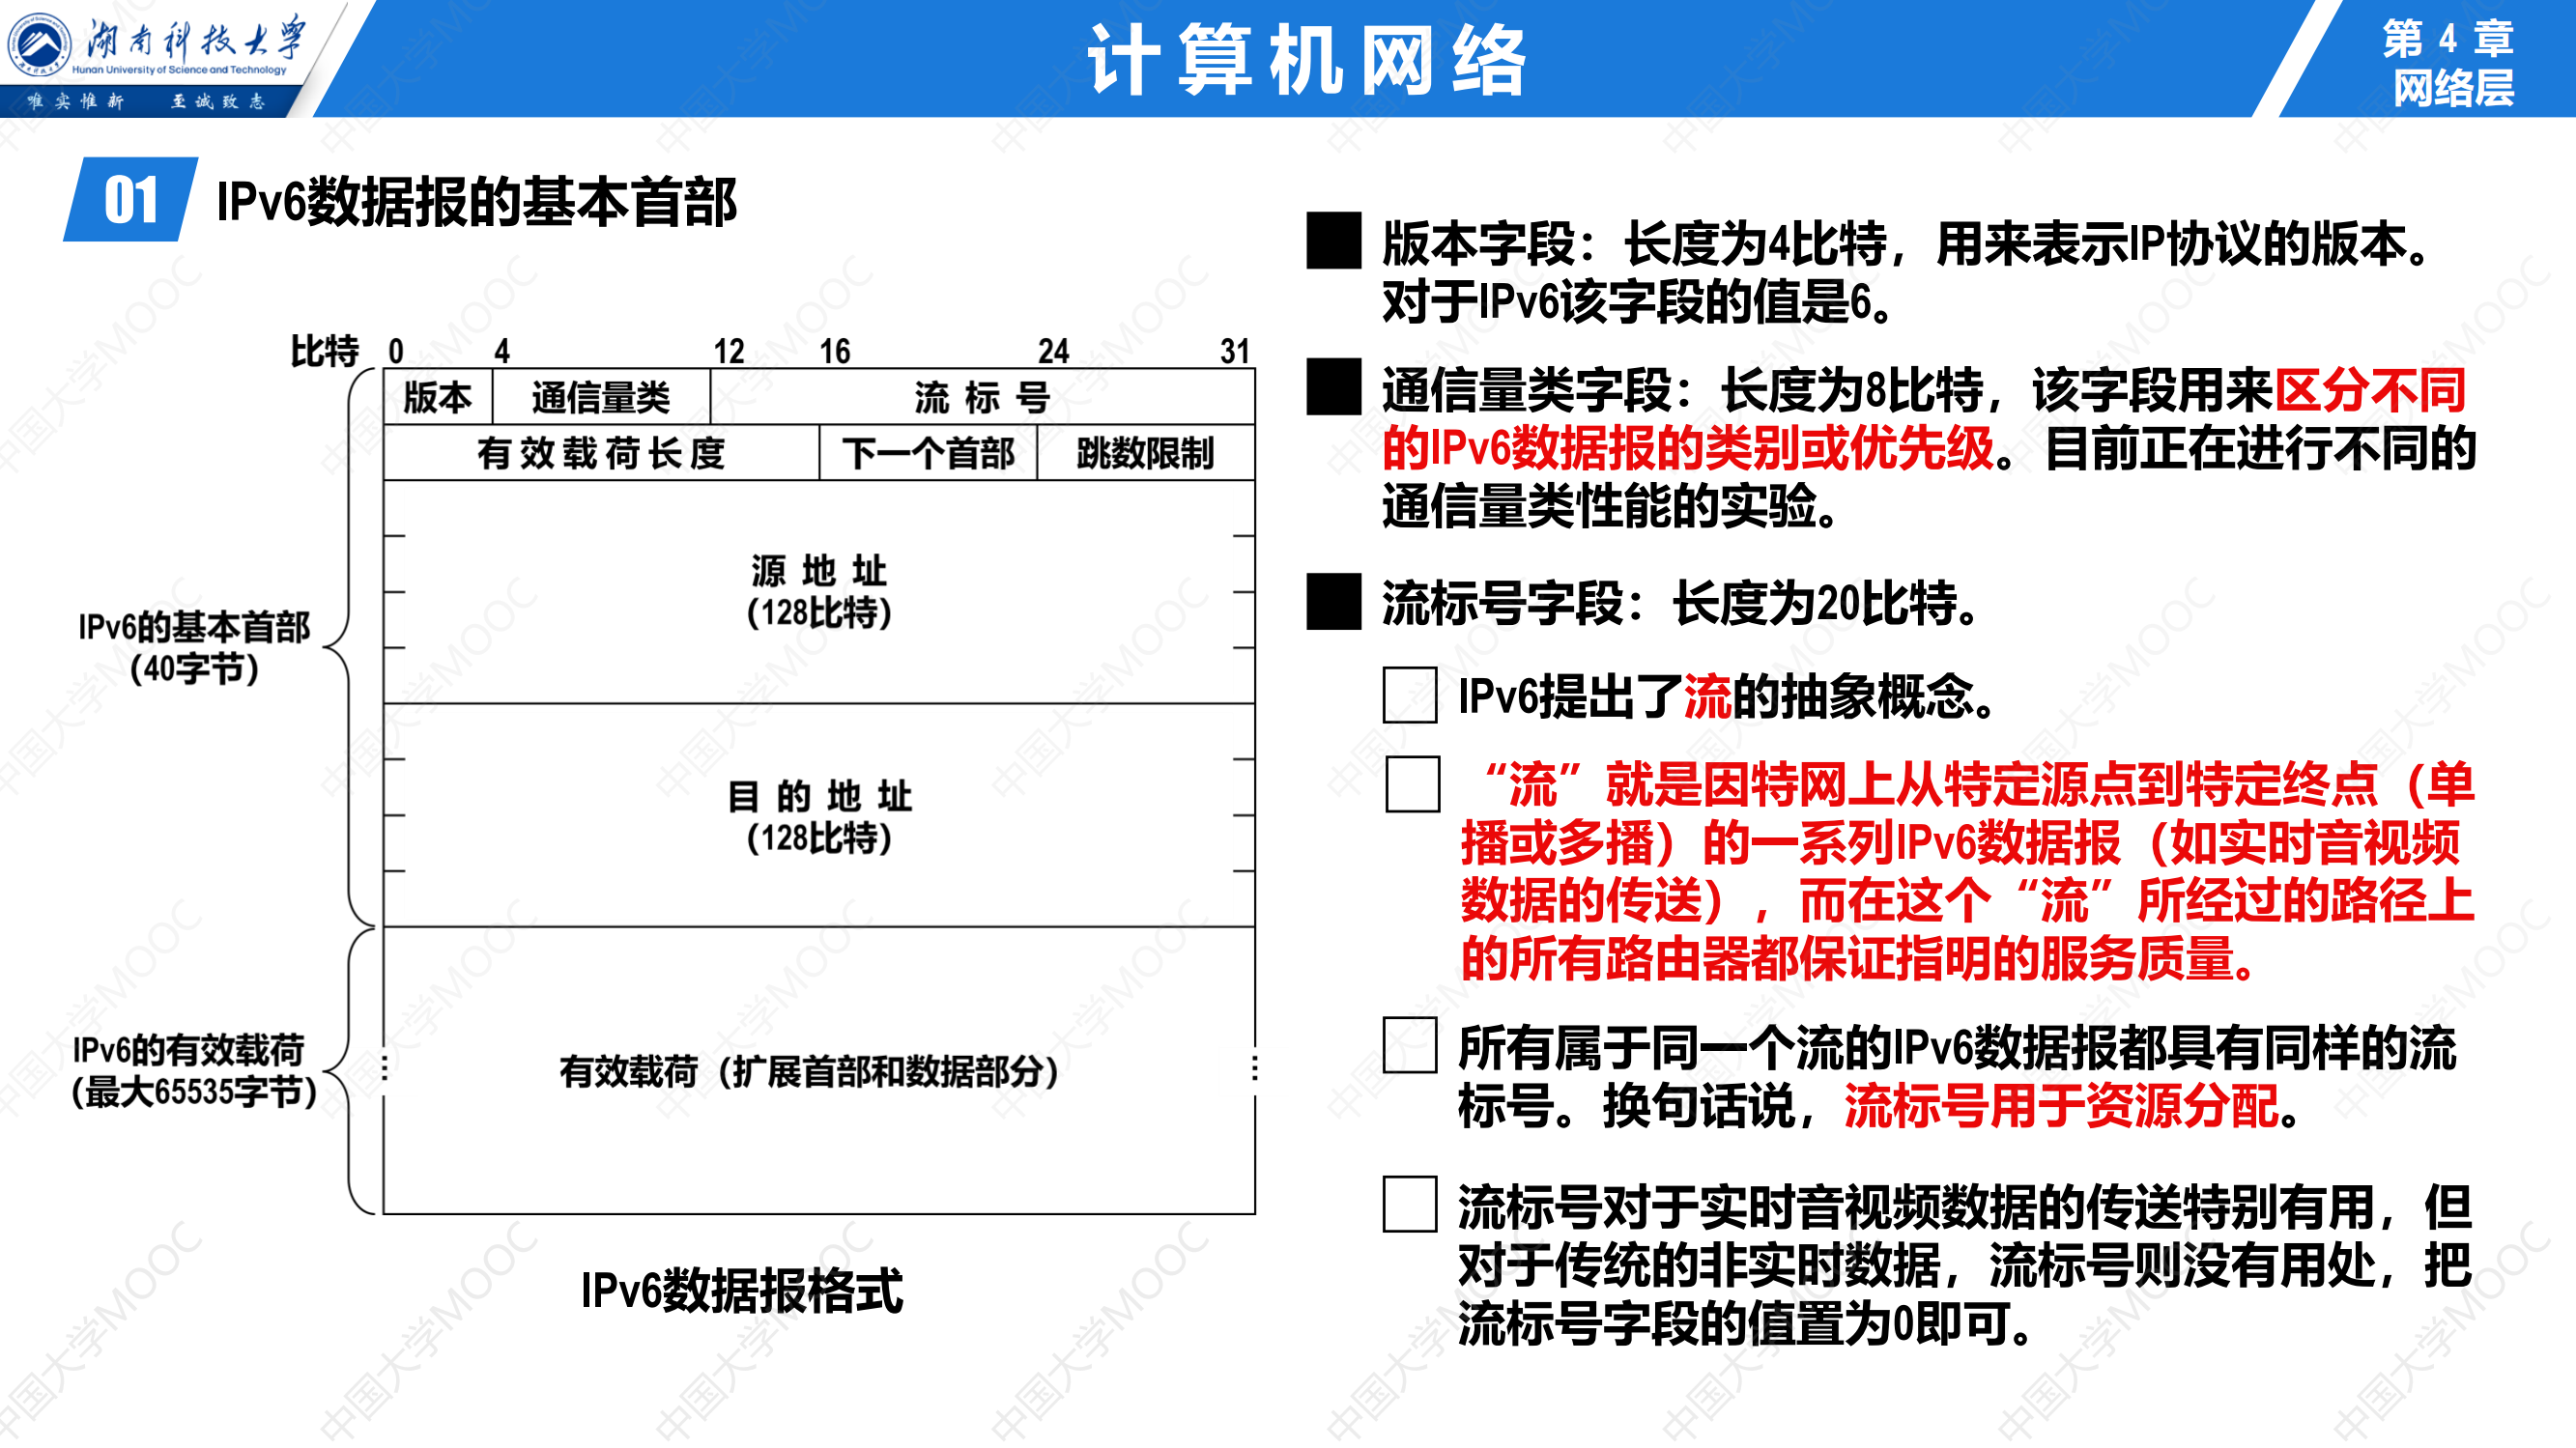 湖南科技大学
Hunan University of Science and Technology
唯实惟新 至诚致志
计算机网络
第 4 章
网络层
01 IPv6数据报的基本首部
比特 0 4 12 16 24 31
版本 通信量类 流 标 号
有效载荷长度 下一个首部 跳数限制
源 地 址
（128比特）
目 的 地 址
（128比特）
IPv6的基本首部
（40字节）
IPv6的有效载荷
（最大65535字节）
有效载荷（扩展首部和数据部分）
IPv6数据报格式
版本字段：长度为4比特，用来表示IP协议的版本。
对于IPv6该字段的值是6。
通信量类字段：长度为8比特，该字段用来区分不同
的IPv6数据报的类别或优先级。目前正在进行不同的
通信量类性能的实验。
流标号字段：长度为20比特。
IPv6提出了流的抽象概念。
“流”就是因特网上从特定源点到特定终点（单
播或多播）的一系列IPv6数据报（如实时音视频
数据的传送），而在这个“流”所经过的路径上
的所有路由器都保证指明的服务质量。
所有属于同一个流的IPv6数据报都具有同样的流
标号。换句话说，流标号用于资源分配。
流标号对于实时音视频数据的传送特别有用，但
对于传统的非实时数据，流标号则没有用处，把
流标号字段的值置为0即可。
中国大学MOOC